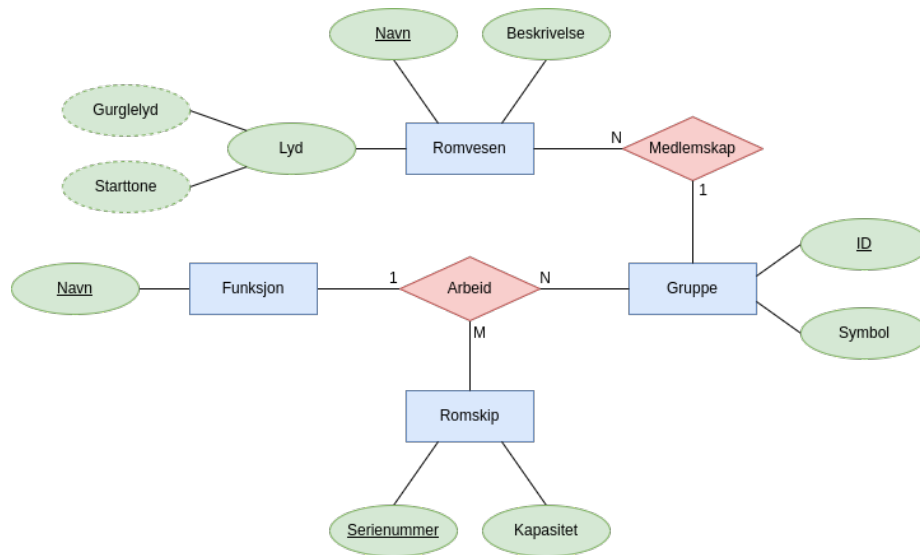 Navn
Beskrivelse
Gurglelyd
Lyd
Romvesen
N
Medlemskap
Starttone
1
ID
Navn
Funksjon
1
Arbeid
N
Gruppe
M
Symbol
Romskip
Serienummer
Kapasitet